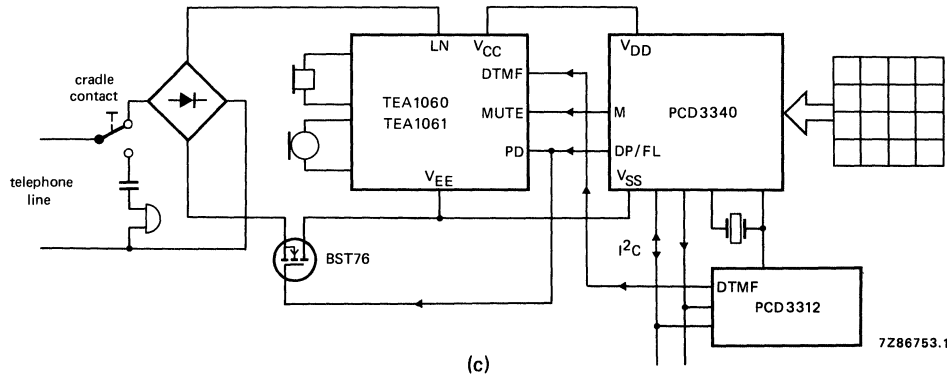 cradle
contact
telephone
line
LN
VCC
DTMF
TEA1060
TEA1061
MUTE
PD
VEE
VDD
PCD3340
M
DP/FL
VSS
BST76
I²C
DTMF
PCD3312
7Z86753.1
(c)